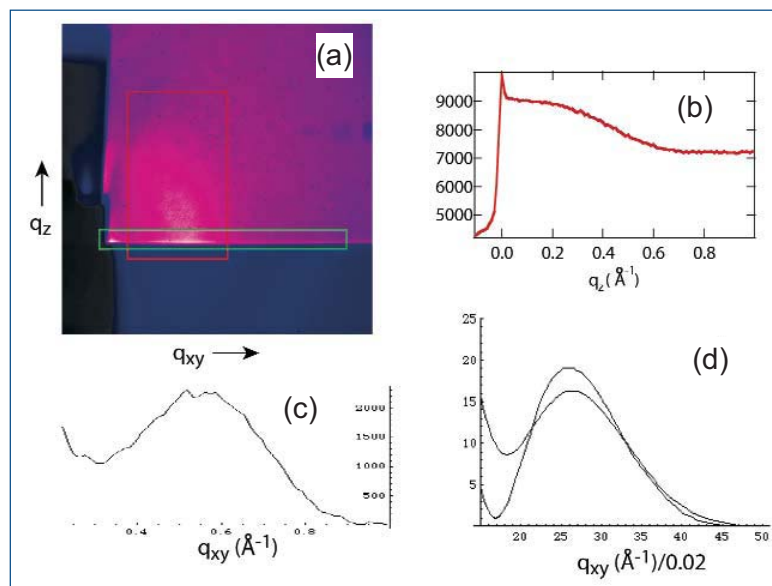 (a)
q_z
q_xy
(b)
9000
8000
7000
6000
5000
0.0 0.2 0.4 0.6 0.8
q_z(Å⁻¹)
(c)
2000
1500
1000
500
0.4 0.6 0.8
q_xy (Å⁻¹)
(d)
25
20
15
10
5
20 25 30 35 40 45 50
q_xy (Å⁻¹)/0.02